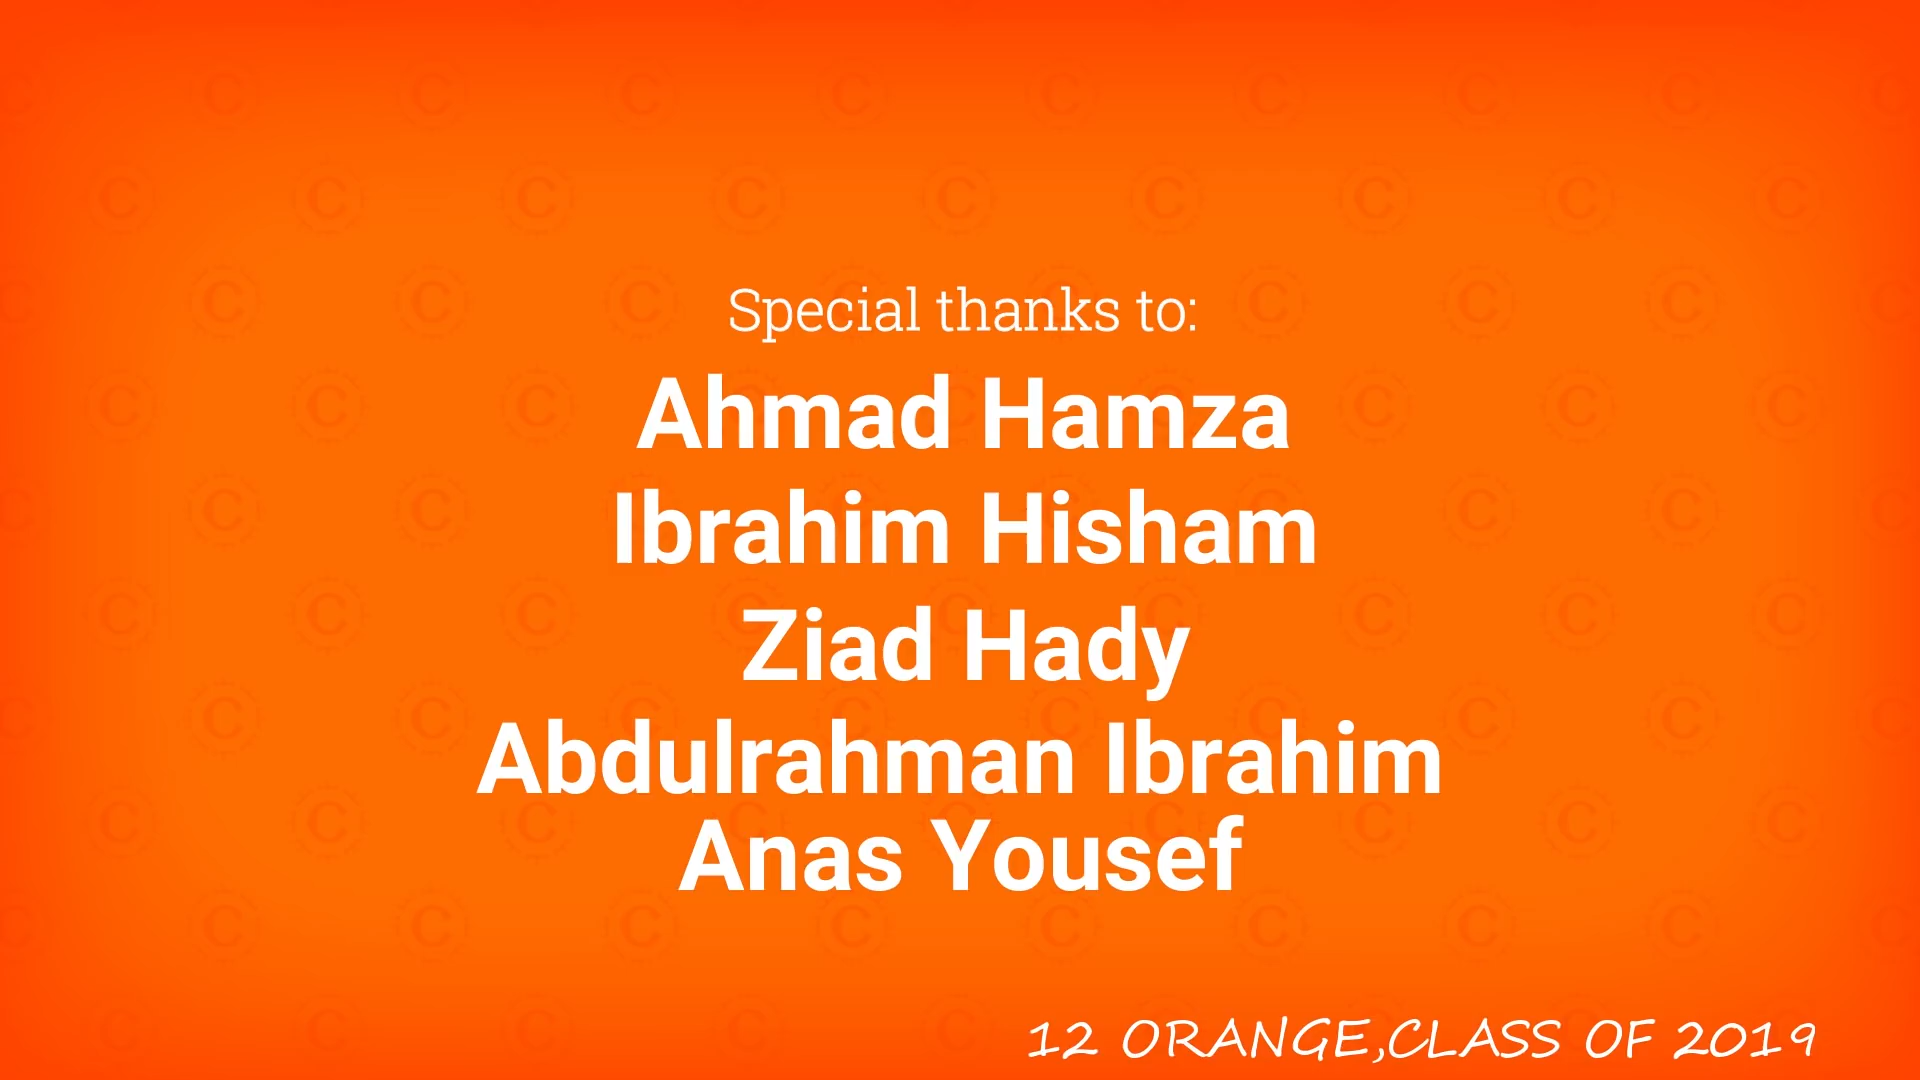 Special thanks to:
Ahmad Hamza
Ibrahim Hisham
Ziad Hady
Abdulrahman Ibrahim
Anas Yousef
12 ORANGE,CLASS OF 2019